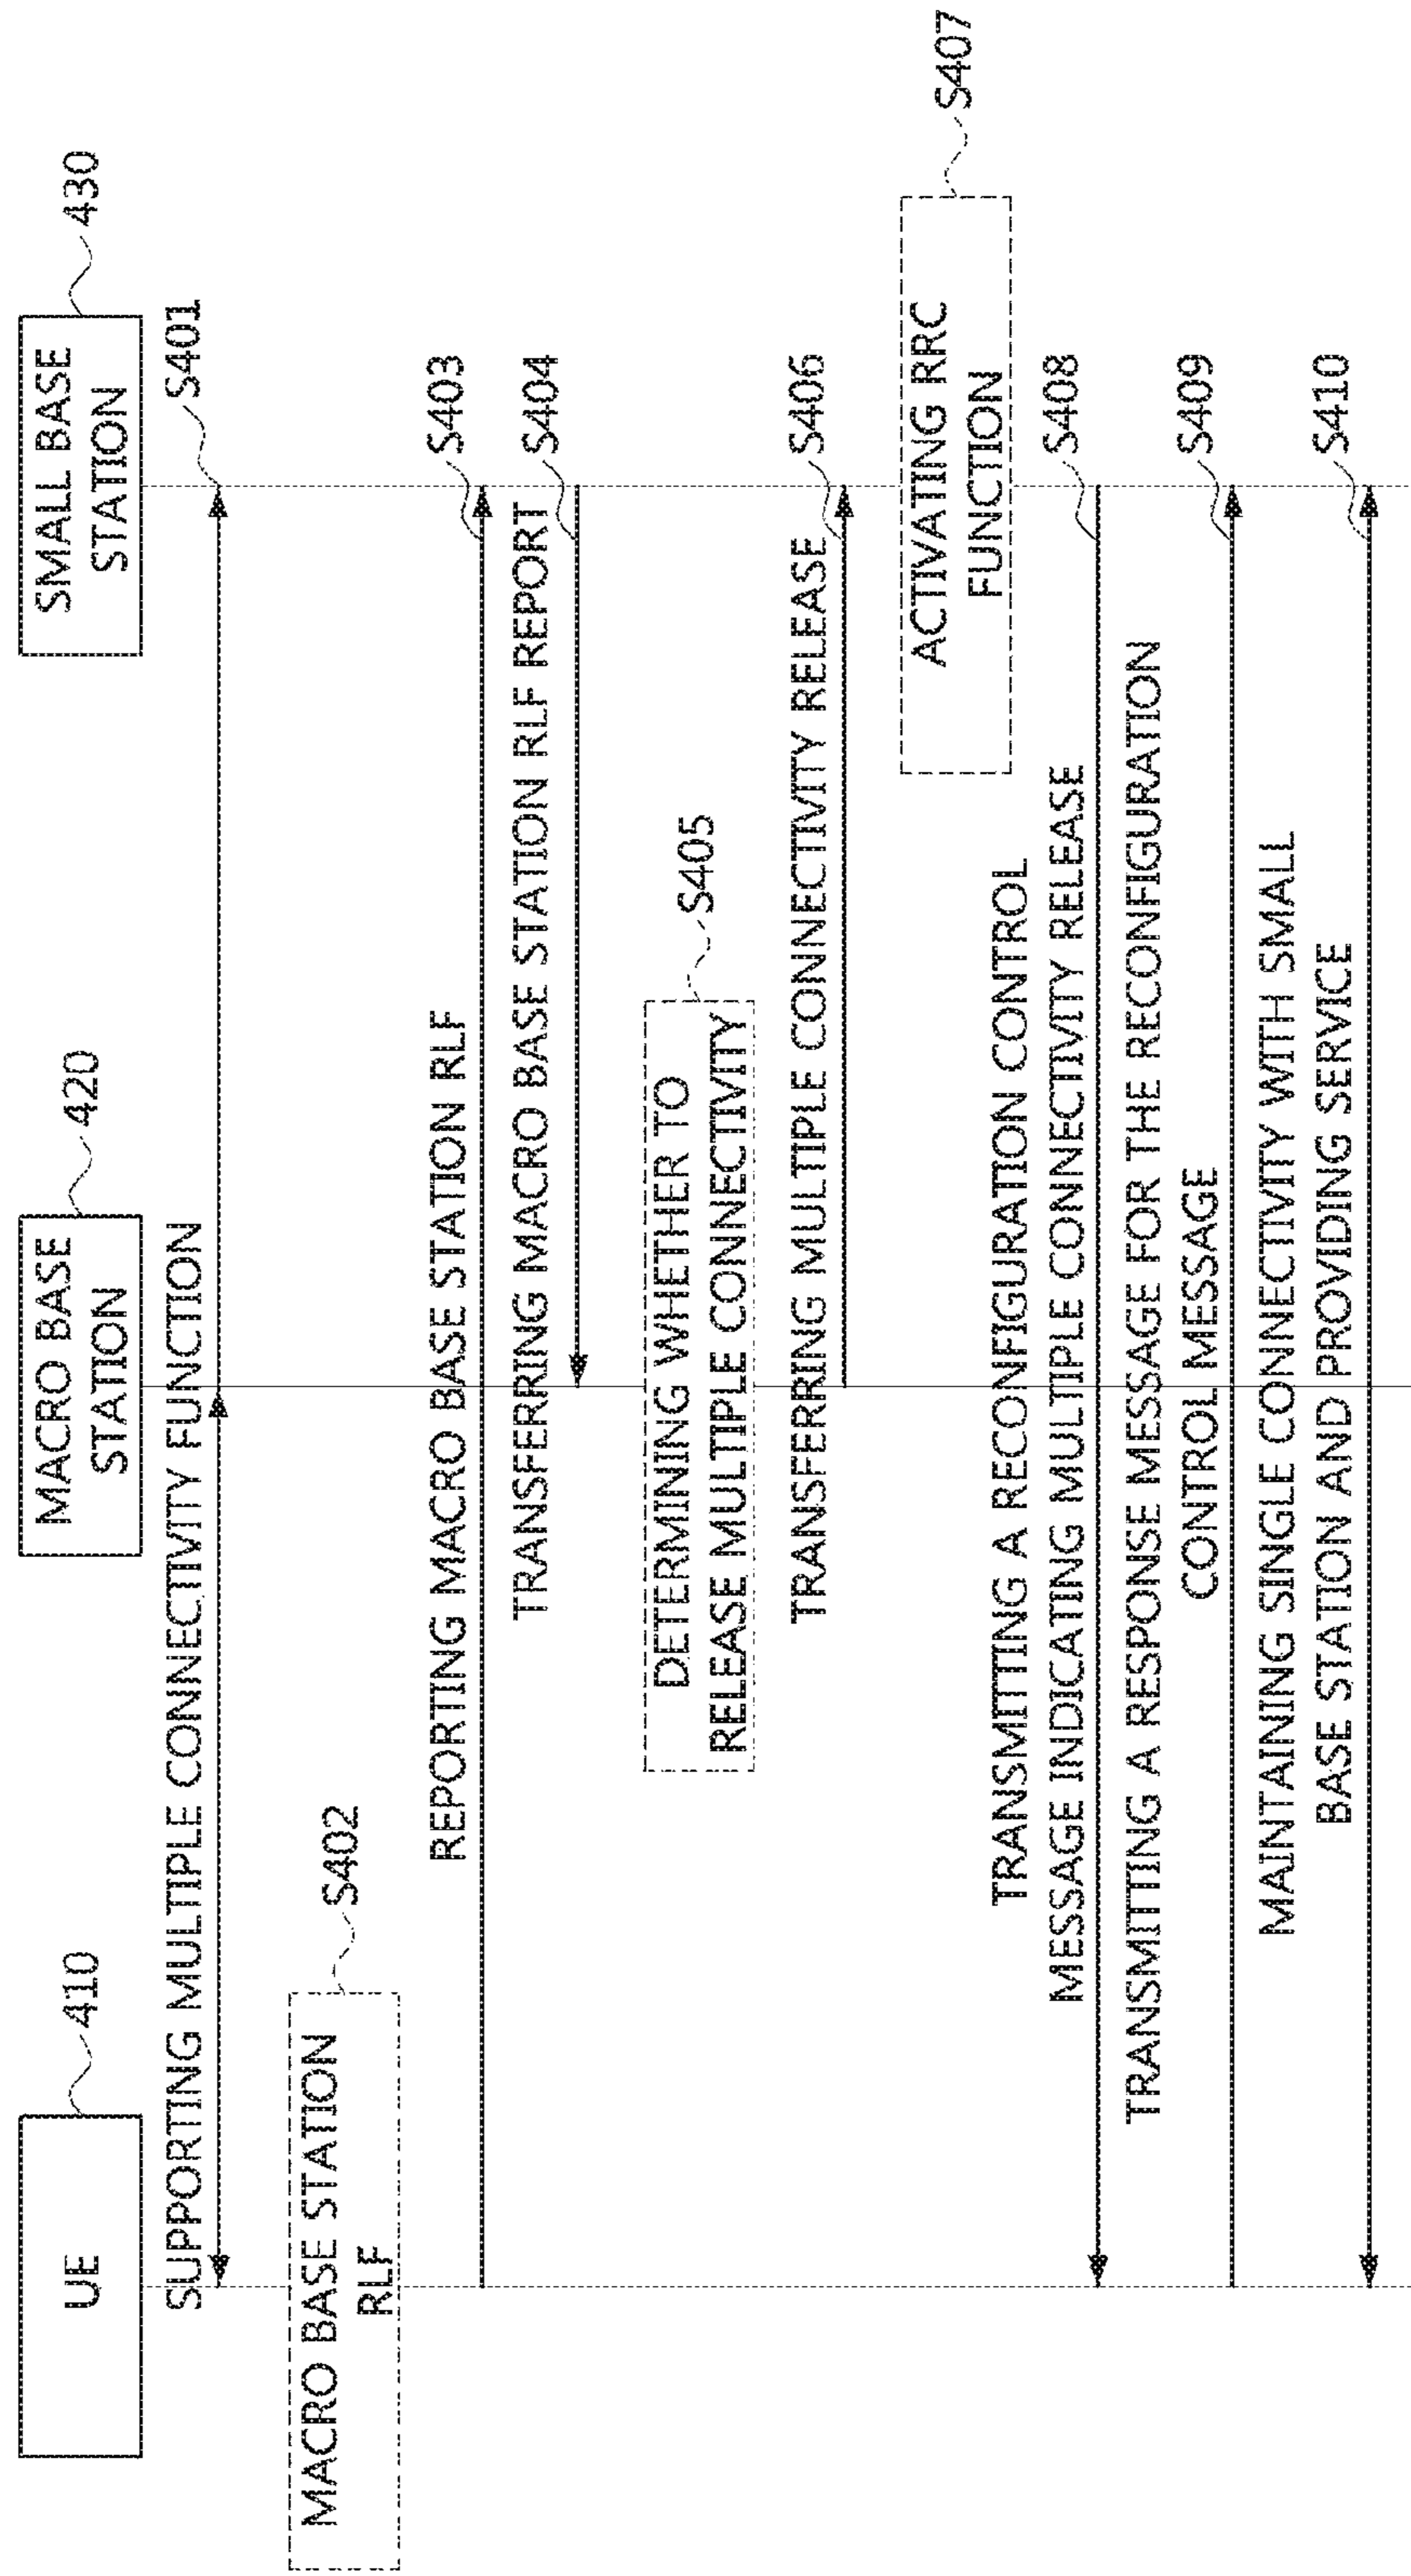 UE
410
MACRO BASE
STATION
420
SMALL BASE
STATION
430
SUPPORTING MULTIPLE CONNECTIVITY FUNCTION
S401
MACRO BASE STATION
RLF
S402
REPORTING MACRO BASE STATION RLF
S403
TRANSFERRING MACRO BASE STATION RLF REPORT
S404
DETERMINING WHETHER TO
RELEASE MULTIPLE CONNECTIVITY
S405
TRANSFERRING MULTIPLE CONNECTIVITY RELEASE
S406
ACTIVATING RRC
FUNCTION
S407
TRANSMITTING A RECONFIGURATION CONTROL
MESSAGE INDICATING MULTIPLE CONNECTIVITY RELEASE
S408
TRANSMITTING A RESPONSE MESSAGE FOR THE RECONFIGURATION
CONTROL MESSAGE
S409
MAINTAINING SINGLE CONNECTIVITY WITH SMALL
BASE STATION AND PROVIDING SERVICE
S410